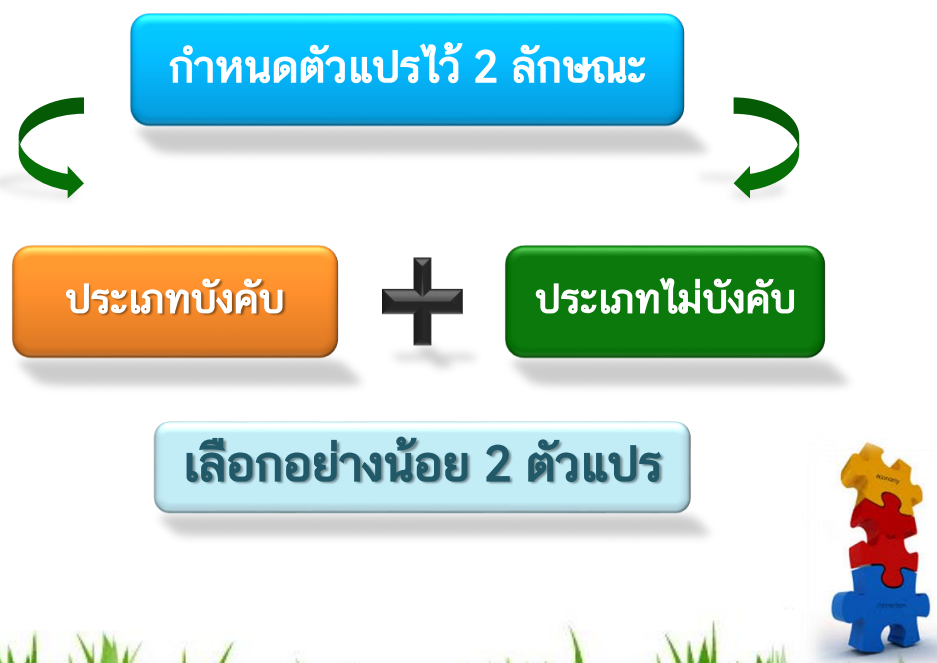 กำหนดตัวแปรไว้ 2 ลักษณะ
ประเภทบังคับ
ประเภทไม่บังคับ
เลือกอย่างน้อย 2 ตัวแปร
economy